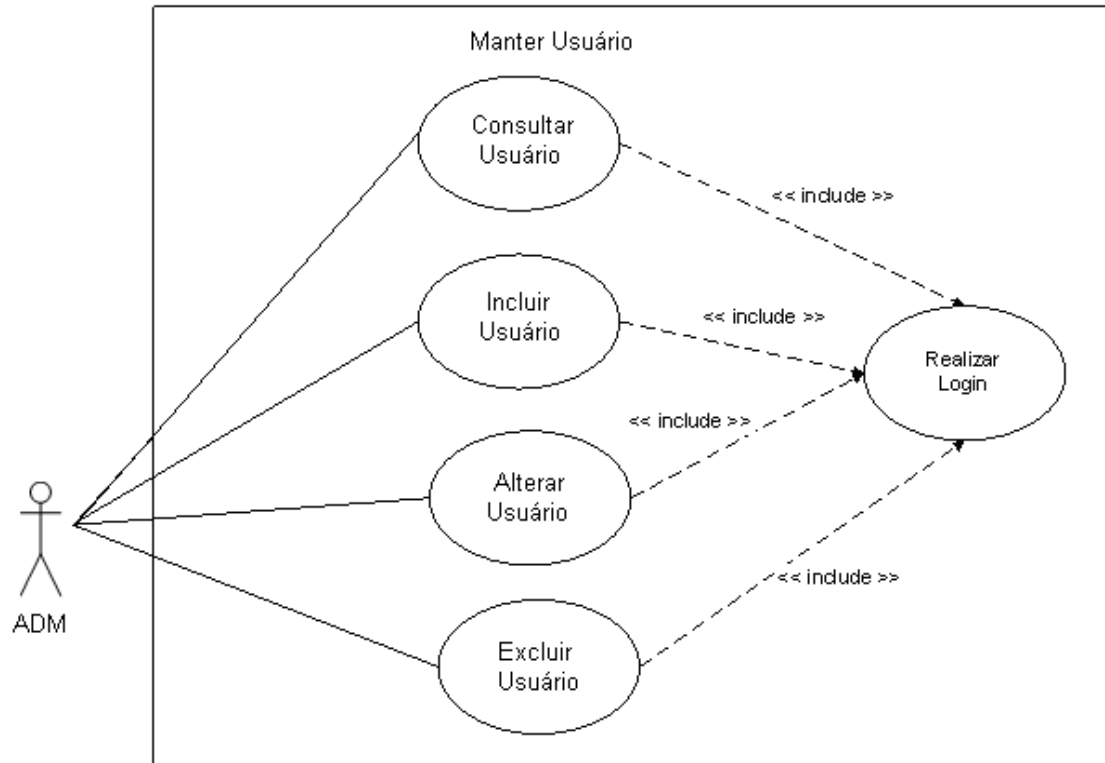 Manter Usuário
Consultar
Usuário
<< include >>
Incluir
Usuário
<< include >>
Realizar
Login
<< include >>
Alterar
Usuário
<< include >>
ADM
Excluir
Usuário